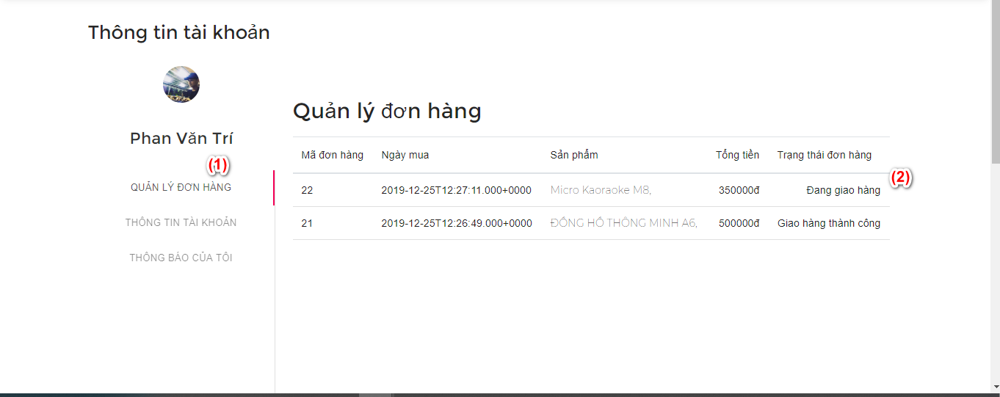 Thông tin tài khoản
Phan Văn Trí
(1)
QUẢN LÝ ĐƠN HÀNG
THÔNG TIN TÀI KHOẢN
THÔNG BÁO CỦA TÔI
Quản lý đơn hàng
Mã đơn hàng Ngày mua Sản phẩm Tổng tiền Trạng thái đơn hàng
(2)
22 2019-12-25T12:27:11.000+0000 Micro Kaoraoke M8, 350000đ Đang giao hàng
21 2019-12-25T12:26:49.000+0000 ĐỒNG HỒ THÔNG MINH A6, 500000đ Giao hàng thành công